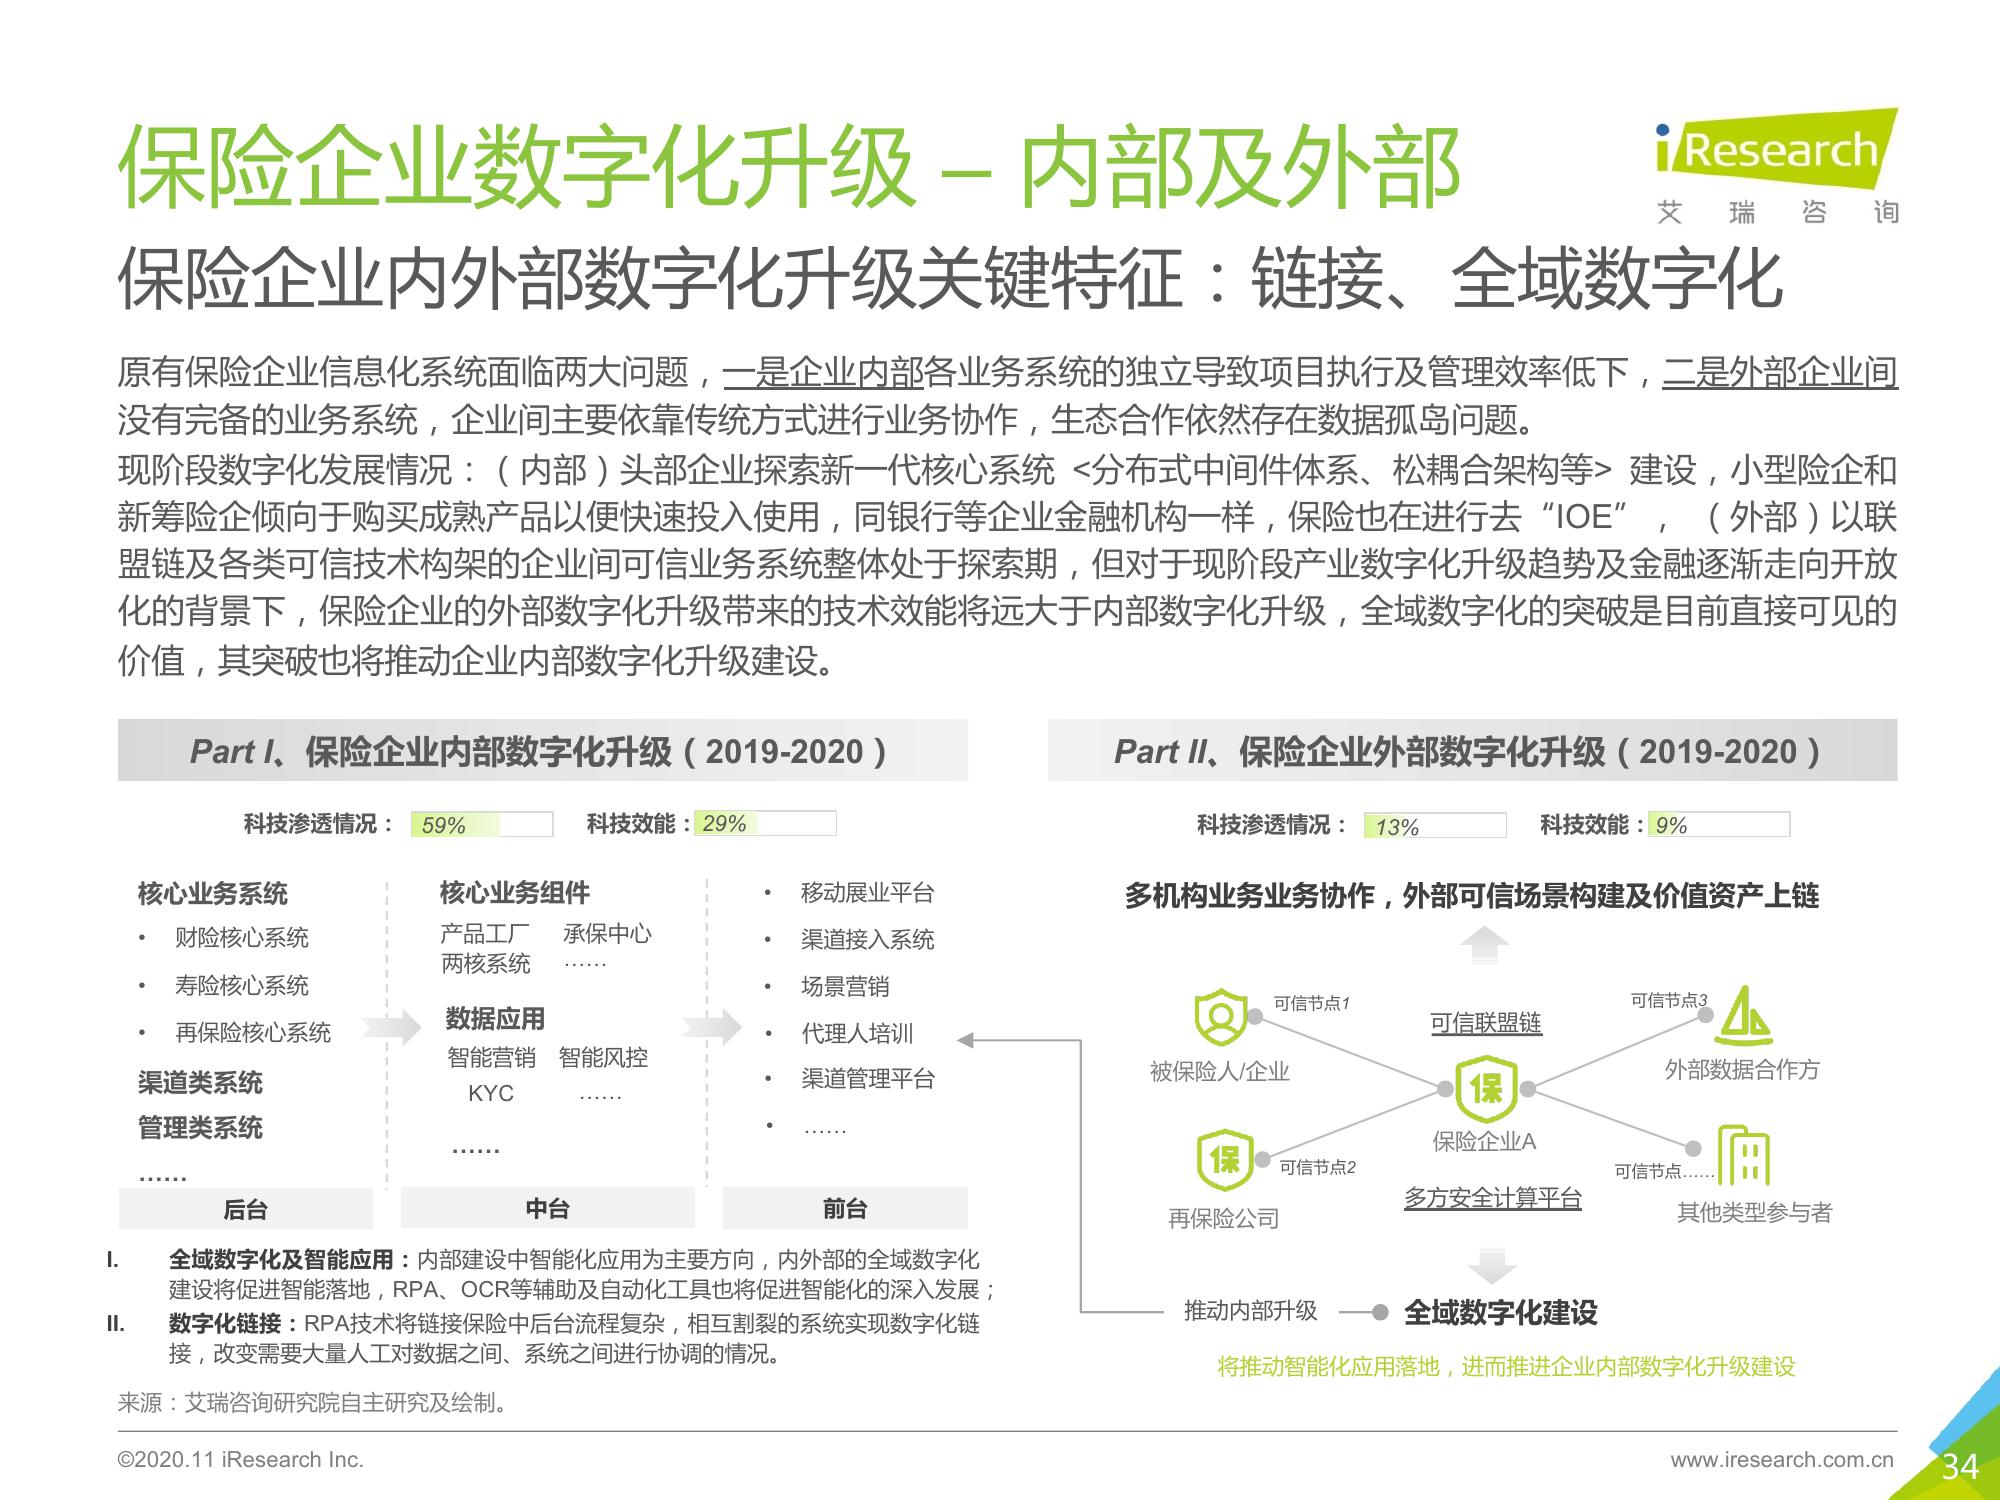 保险企业数字化升级 – 内部及外部
iResearch
艾瑞咨询
保险企业内外部数字化升级关键特征：链接、全域数字化
原有保险企业信息化系统面临两大问题，一是企业内部各业务系统的独立导致项目执行及管理效率低下，二是外部企业间
没有完备的业务系统，企业间主要依靠传统方式进行业务协作，生态合作依然存在数据孤岛问题。
现阶段数字化发展情况：（内部）头部企业探索新一代核心系统 <分布式中间件体系、松耦合架构等> 建设，小型险企和
新筹险企倾向于购买成熟产品以便快速投入使用，同银行等企业金融机构一样，保险也在进行去“IOE”，（外部）以联
盟链及各类可信技术构架的企业间可信业务系统整体处于探索期，但对于现阶段产业数字化升级趋势及金融逐渐走向开放
化的背景下，保险企业的外部数字化升级带来的技术效能将远大于内部数字化升级，全域数字化的突破是目前直接可见的
价值，其突破也将推动企业内部数字化升级建设。
Part I、保险企业内部数字化升级（2019-2020）
科技渗透情况： 59% 科技效能：29%
核心业务系统
• 财险核心系统
• 寿险核心系统
• 再保险核心系统
渠道类系统
管理类系统
……
后台
核心业务组件
产品工厂 承保中心
两核系统 ……
数据应用
智能营销 智能风控
KYC ……
……
中台
• 移动展业平台
• 渠道接入系统
• 场景营销
• 代理人培训
• 渠道管理平台
• ……
前台
I. 全域数字化及智能应用：内部建设中智能化应用为主要方向，内外部的全域数字化
建设将促进智能落地，RPA、OCR等辅助及自动化工具也将促进智能化的深入发展；
II. 数字化链接：RPA技术将链接保险中后台流程复杂，相互割裂的系统实现数字化链
接，改变需要大量人工对数据之间、系统之间进行协调的情况。
Part II、保险企业外部数字化升级（2019-2020）
科技渗透情况： 13% 科技效能：9%
多机构业务业务协作，外部可信场景构建及价值资产上链
可信节点1
可信联盟链
可信节点3
被保险人/企业
外部数据合作方
保
保险企业A
保
可信节点2
可信节点……
再保险公司
多方安全计算平台
其他类型参与者
推动内部升级
全域数字化建设
将推动智能化应用落地，进而推进企业内部数字化升级建设
来源：艾瑞咨询研究院自主研究及绘制。
©2020.11 iResearch Inc.
www.iresearch.com.cn
34